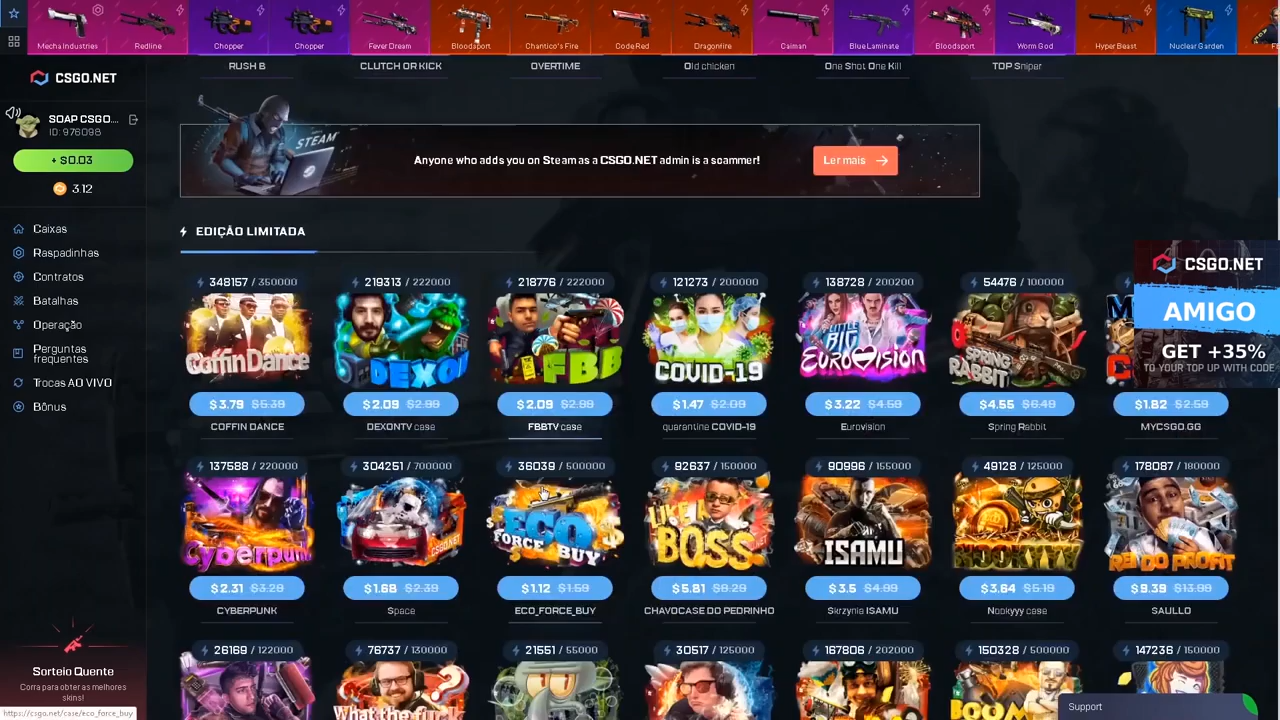 Mecha Industries
Redline
Chopper
Chopper
Fever Dream
Bloodsport
Chantico's Fire
Code Red
Dragonfire
Caiman
Blue Laminate
Bloodsport
Worm God
Hyper Beast
Nuclear Garden
CSGO.NET
SOAP CSGO....
ID: 976098
+ $0.03
3.12
Caixas
Raspadinhas
Contratos
Batalhas
Operação
Perguntas
frequentes
Trocas AO VIVO
Bônus
Sorteio Quente
Corra para obter as melhores
skins!
https://csgo.net/case/eco_force_buy
RUSH B
CLUTCH OR KICK
OVERTIME
Old chicken
One Shot One Kill
TOP Sniper
STEAM
Anyone who adds you on Steam as a CSGO.NET admin is a scammer!
Ler mais
EDIÇÃO LIMITADA
348157 / 350000
219313 / 222000
218776 / 222000
121273 / 200000
138728 / 200200
54476 / 100000
Coffin Dance
DEXO
FBB
COVID-19
LITTLE
BIG
EUROVISION
SPRING
RABBIT
$3.79 $5.39
$2.09 $2.99
$2.09 $2.99
$1.47 $2.09
$3.22 $4.59
$4.55 $6.49
$1.82 $2.59
COFFIN DANCE
DEXONTV case
FBBTV case
quarantine COVID-19
Eurovision
Spring Rabbit
MYCSGO.GG
CSGO.NET
AMIGO
GET +35%
TO YOUR TOP UP WITH CODE
137588 / 220000
304251 / 700000
36039 / 500000
92637 / 150000
90996 / 155000
49128 / 125000
178087 / 180000
Cyberpunk
CSGO.NET
ECO
FORCE BUY
LIKE
BOSS
ISAMU
NOOKYYY
REI DO PROFIT
$2.31 $3.29
$1.68 $2.39
$1.12 $1.59
$5.81 $8.29
$3.5 $4.99
$3.64 $5.19
$9.39 $13.39
CYBERPUNK
Space
ECO_FORCE_BUY
CHAVOCASE DO PEDRINHO
Skrzynia ISAMU
Nookyyy case
SAULLO
26169 / 122000
76737 / 130000
21551 / 55000
30517 / 125000
167806 / 202000
150328 / 500000
147236 / 150000
What the fuck
BOOM
Support